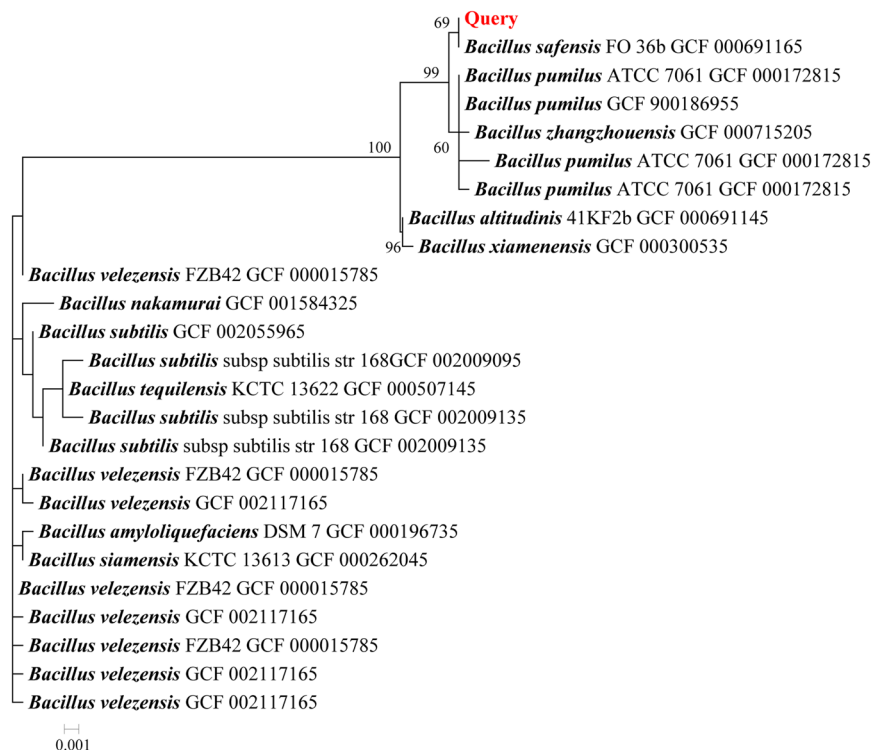 69
Query
Bacillus safensis FO 36b GCF 000691165
99
Bacillus pumilus ATCC 7061 GCF 000172815
Bacillus pumilus GCF 900186955
Bacillus zhangzhouensis GCF 000715205
100
60
Bacillus pumilus ATCC 7061 GCF 000172815
Bacillus pumilus ATCC 7061 GCF 000172815
Bacillus altitudinis 41KF2b GCF 000691145
96
Bacillus xiamenensis GCF 000300535
Bacillus velezensis FZB42 GCF 000015785
Bacillus nakamurai GCF 001584325
Bacillus subtilis GCF 002055965
Bacillus subtilis subsp subtilis str 168GCF 002009095
Bacillus tequilensis KCTC 13622 GCF 000507145
Bacillus subtilis subsp subtilis str 168 GCF 002009135
Bacillus subtilis subsp subtilis str 168 GCF 002009135
Bacillus velezensis FZB42 GCF 000015785
Bacillus velezensis GCF 002117165
Bacillus amyloliquefaciens DSM 7 GCF 000196735
Bacillus siamensis KCTC 13613 GCF 000262045
Bacillus velezensis FZB42 GCF 000015785
Bacillus velezensis GCF 002117165
Bacillus velezensis FZB42 GCF 000015785
Bacillus velezensis GCF 002117165
Bacillus velezensis GCF 002117165
0.001